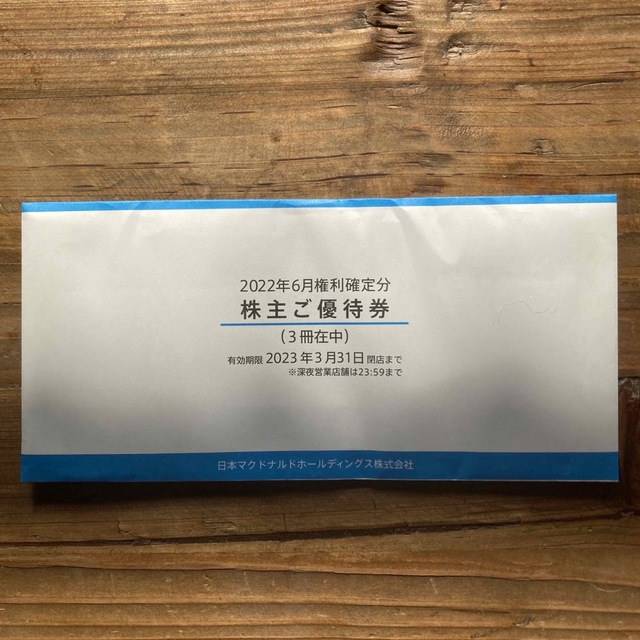 2022年6月権利確定分
株主ご優待券
(3冊在中)
有効期限 2023年3月31日 閉店まで
※深夜営業店舗は23:59まで
日本マクドナルドホールディングス株式会社